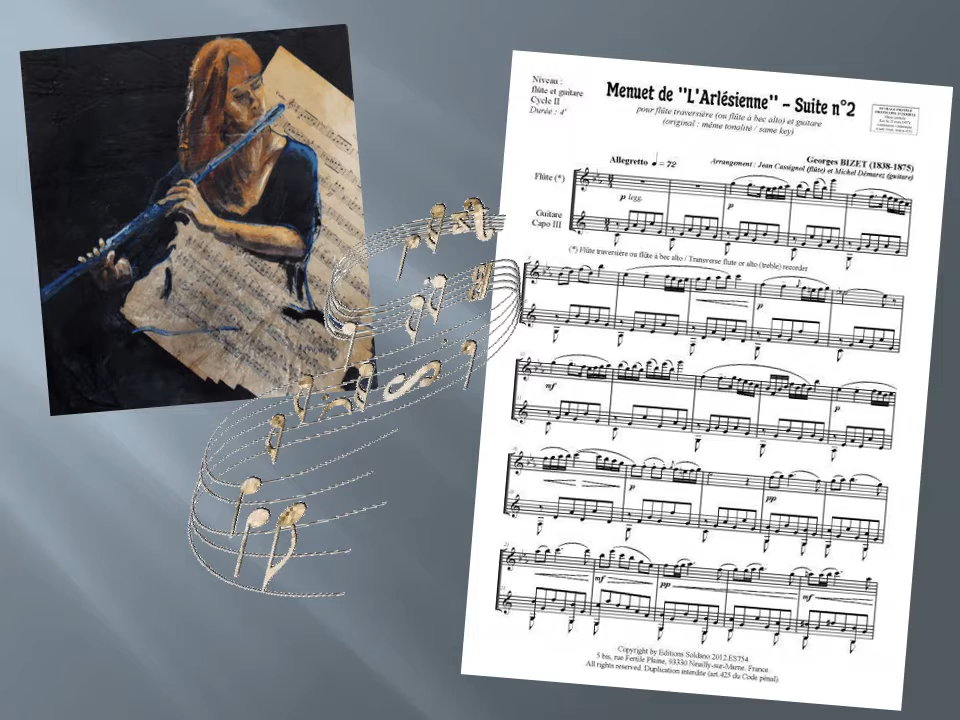 Niveau :
flûte et guitare
Cycle II
Durée : 4'
Menuet de "L'Arlésienne" – Suite n°2
pour flûte traversière (ou flûte à bec alto) et guitare
(original : même tonalité / same key)
Georges BIZET (1838-1875)
Allegretto ♩ = 72
Arrangement : Jean Cassignol (flûte) et Michel Démarez (guitare)
Flûte (*)
p legg.
p
Guitare
Capo III
(*) Flûte traversière ou flûte à bec alto / Transverse flute or alto (treble) recorder
p
mf
p
p
pp
mf
pp
mf
Copyright by Éditions Soldano 2012.ES754
5 bis, rue Fertile Plaine, 93330 Neuilly-sur-Marne. France
All rights reserved. Duplication interdite (art.425 du Code pénal).